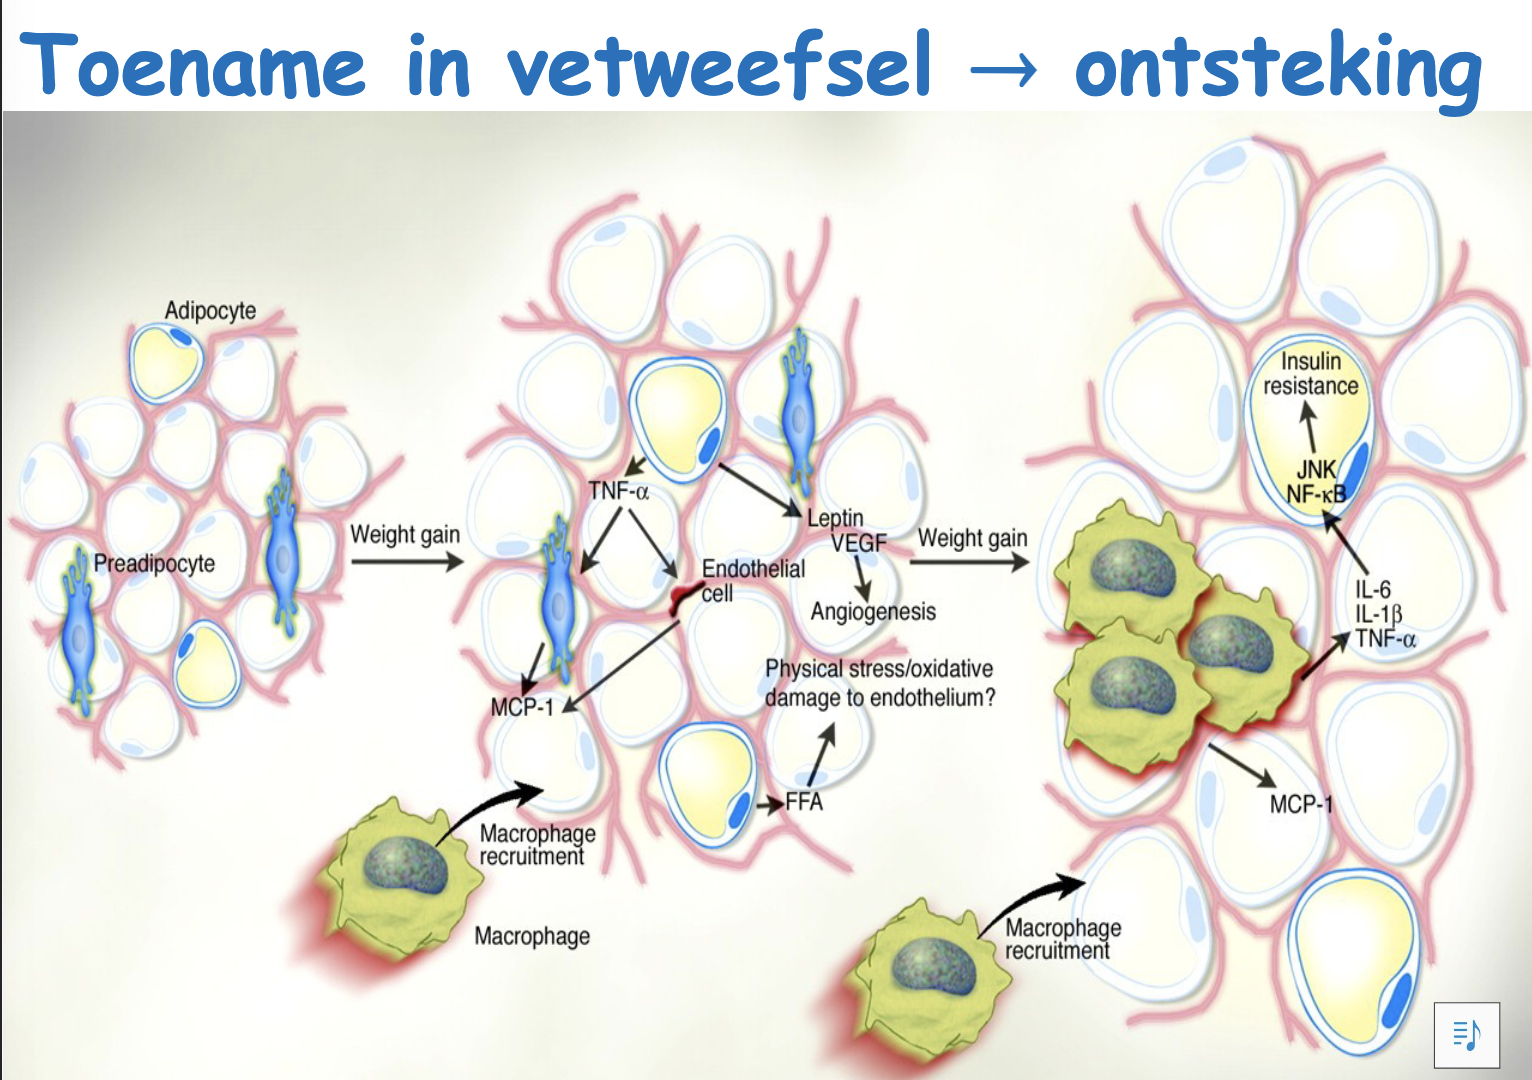 Toename in vetweefsel → ontsteking
Adipocyte
Preadipocyte
Weight gain
TNF-α
Leptin
VEGF
Angiogenesis
Endothelial
cell
MCP-1
Physical stress/oxidative
damage to endothelium?
FFA
Macrophage
recruitment
Macrophage
Weight gain
Insulin
resistance
JNK
NF-κB
IL-6
IL-1β
TNF-α
MCP-1
Macrophage
recruitment